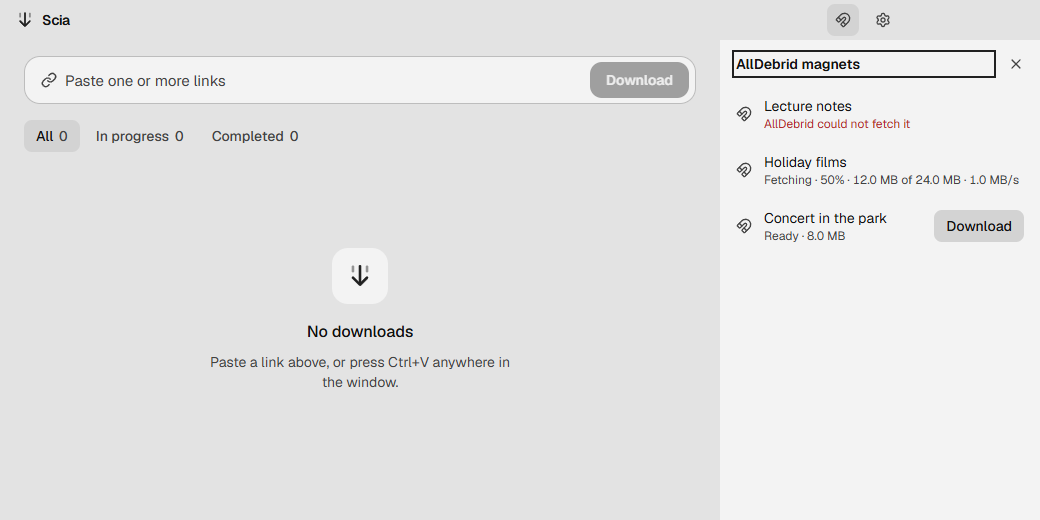 Scia
Paste one or more links
Download
All 0
In progress 0
Completed 0
No downloads
Paste a link above, or press Ctrl+V anywhere in
the window.
AllDebrid magnets
Lecture notes
AllDebrid could not fetch it
Holiday films
Fetching · 50% · 12.0 MB of 24.0 MB · 1.0 MB/s
Concert in the park
Ready · 8.0 MB
Download